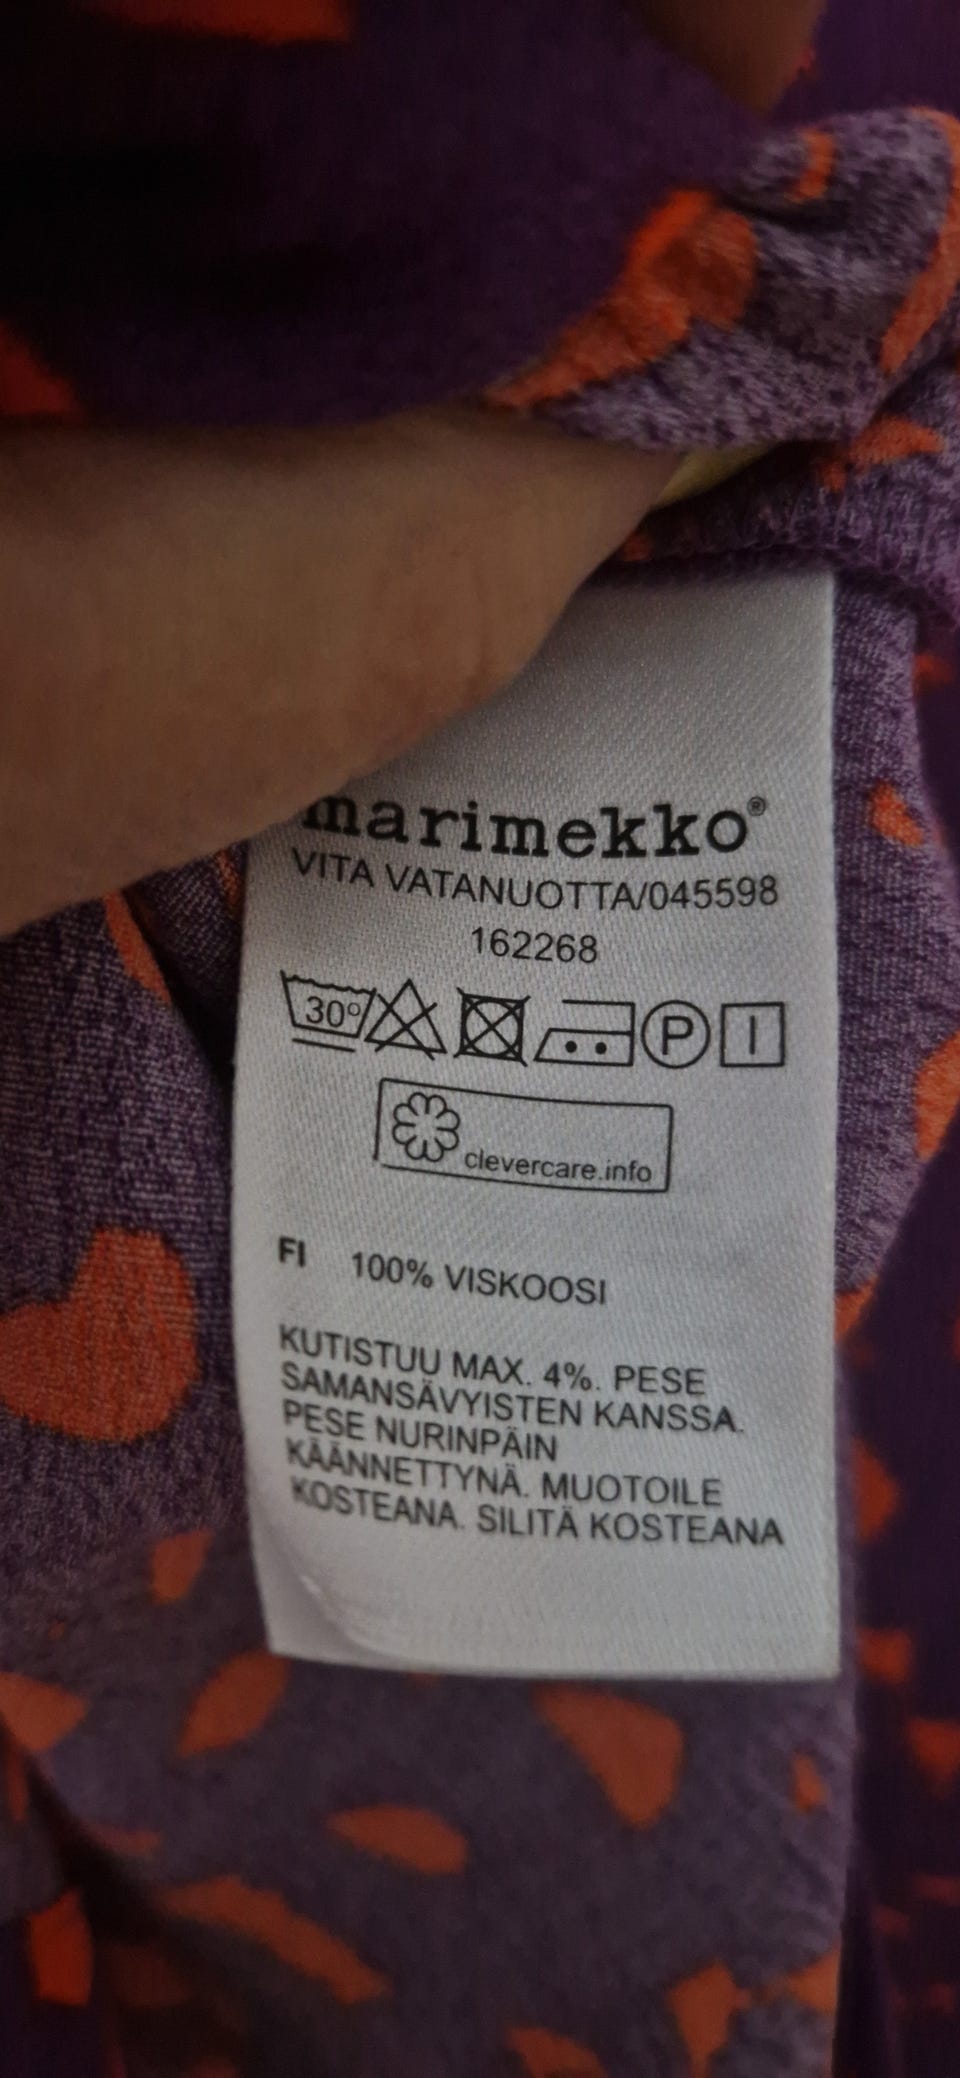 marimekko®
VITA VATANUOTTA/045598
162268
30° P I
clevercare.info
FI 100% VISKOOSI
KUTISTUU MAX. 4%. PESE
SAMANSÄVYISTEN KANSSA.
PESE NURINPÄIN
KÄÄNNETTYNÄ. MUOTOILE
KOSTEANA. SILITÄ KOSTEANA